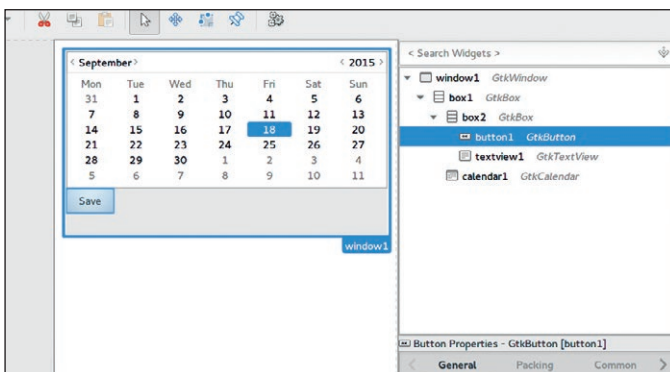 < September >   < 2015 >
Mon Tue Wed Thu Fri Sat Sun
31 1 2 3 4 5 6
7 8 9 10 11 12 13
14 15 16 17 18 19 20
21 22 23 24 25 26 27
28 29 30 1 2 3 4
5 6 7 8 9 10 11
Save
window1
< Search Widgets >
window1 GtkWindow
box1 GtkBox
box2 GtkBox
button1 GtkButton
textview1 GtkTextView
calendar1 GtkCalendar
Button Properties - GtkButton [button1]
General Packing Common